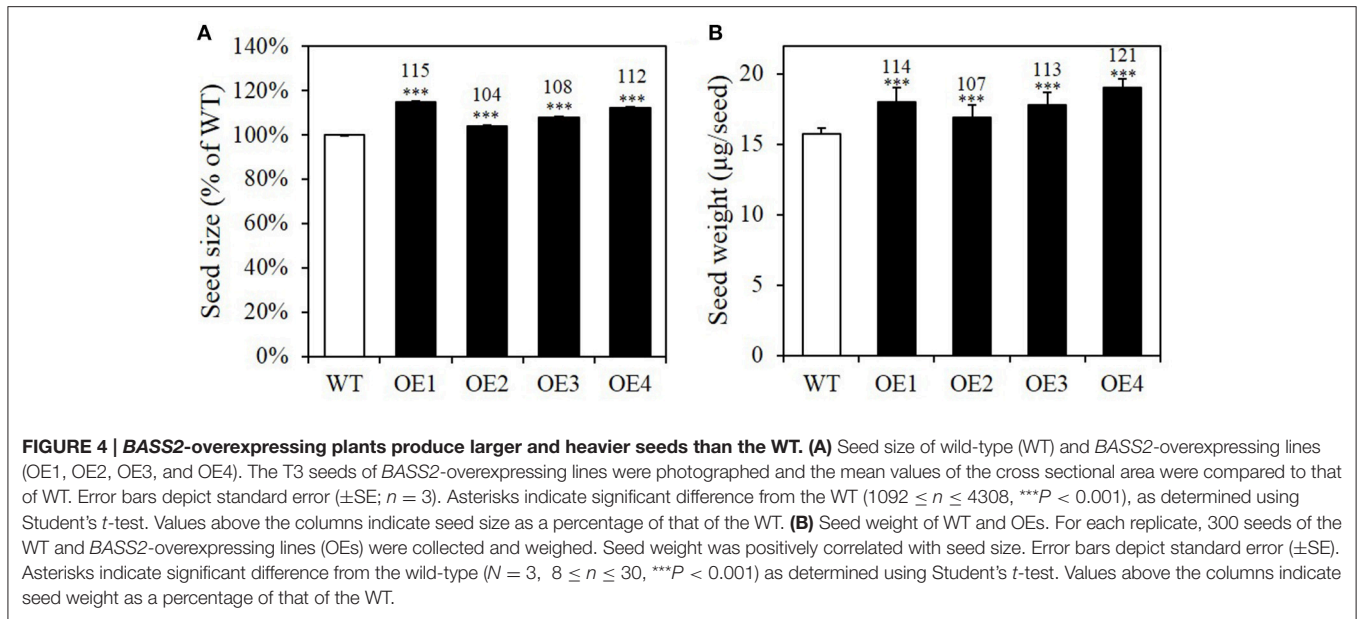 A
140%
120%
100%
80%
60%
40%
20%
0%
Seed size (% of WT)
115
***
104
***
108
***
112
***
WT OE1 OE2 OE3 OE4
B
20
15
10
5
0
Seed weight (µg/seed)
114
***
107
***
113
***
121
***
WT OE1 OE2 OE3 OE4
FIGURE 4 | BASS2-overexpressing plants produce larger and heavier seeds than the WT. (A) Seed size of wild-type (WT) and BASS2-overexpressing lines
(OE1, OE2, OE3, and OE4). The T3 seeds of BASS2-overexpressing lines were photographed and the mean values of the cross sectional area were compared to that
of WT. Error bars depict standard error (±SE; n = 3). Asterisks indicate significant difference from the WT (1092 ≤ n ≤ 4308, ***P < 0.001), as determined using
Student's t-test. Values above the columns indicate seed size as a percentage of that of the WT. (B) Seed weight of WT and OEs. For each replicate, 300 seeds of the
WT and BASS2-overexpressing lines (OEs) were collected and weighed. Seed weight was positively correlated with seed size. Error bars depict standard error (±SE).
Asterisks indicate significant difference from the wild-type (N = 3, 8 ≤ n ≤ 30, ***P < 0.001) as determined using Student's t-test. Values above the columns indicate
seed weight as a percentage of that of the WT.